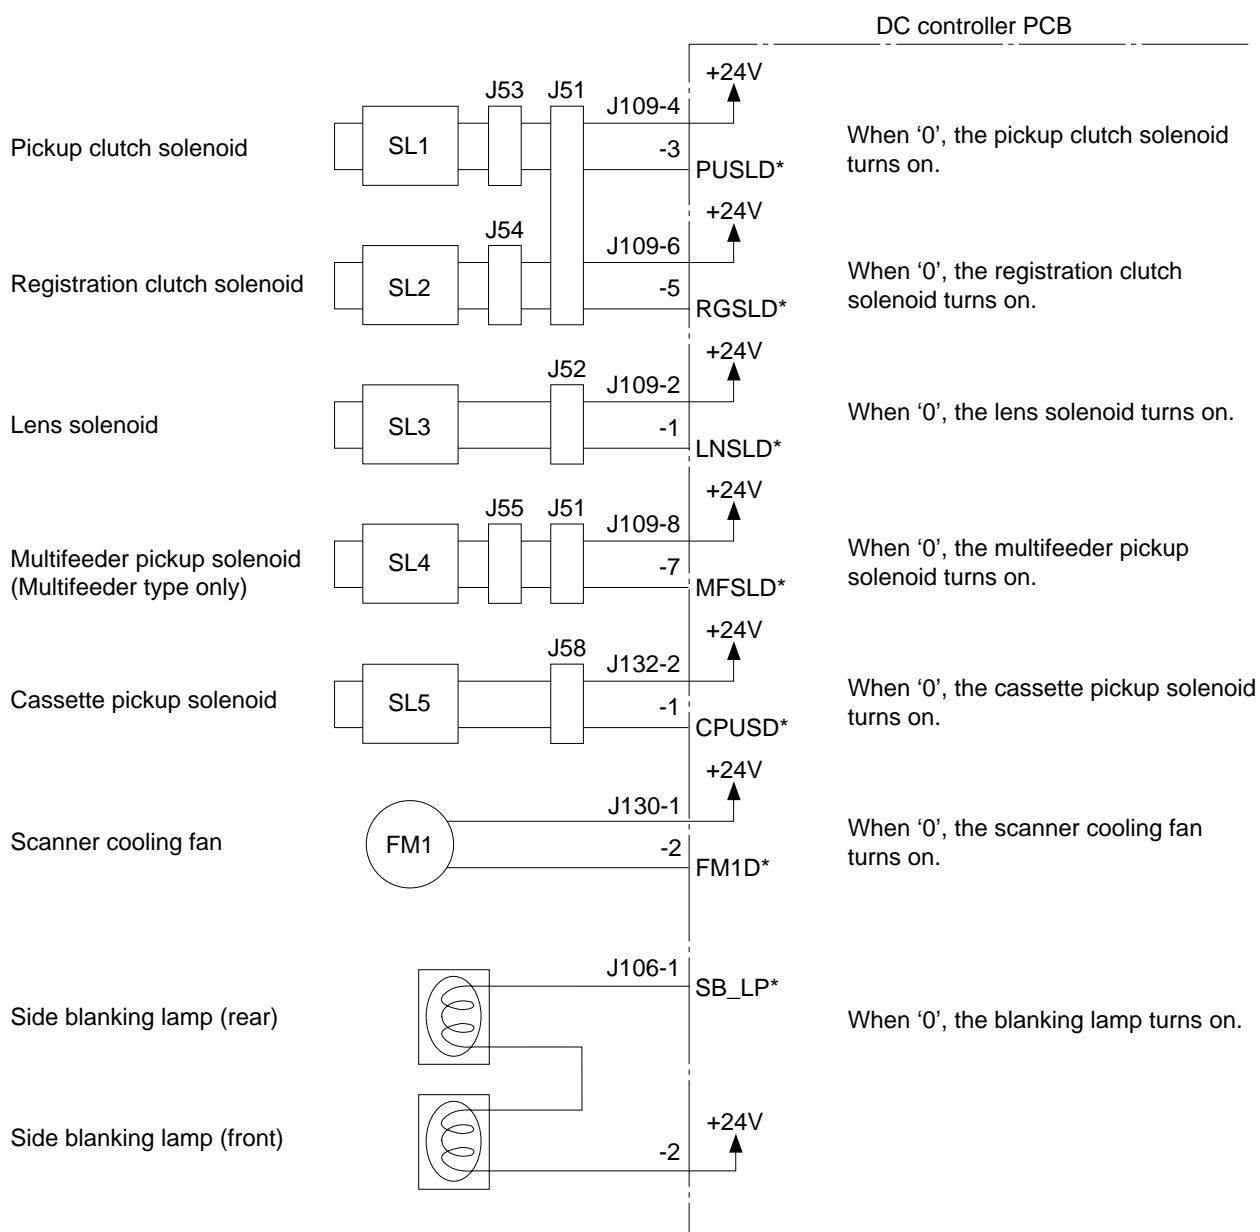 DC controller PCB
+24V
J53 J51
J109-4
Pickup clutch solenoid
SL1
-3
PUSLD*
When ‘0’, the pickup clutch solenoid
turns on.
+24V
J54
J109-6
Registration clutch solenoid
SL2
-5
RGSLD*
When ‘0’, the registration clutch
solenoid turns on.
+24V
J52
J109-2
Lens solenoid
SL3
-1
LNSLD*
When ‘0’, the lens solenoid turns on.
+24V
J55 J51
J109-8
Multifeeder pickup solenoid
(Multifeeder type only)
SL4
-7
MFSLD*
When ‘0’, the multifeeder pickup
solenoid turns on.
+24V
J58
J132-2
Cassette pickup solenoid
SL5
-1
CPUSD*
When ‘0’, the cassette pickup solenoid
turns on.
+24V
J130-1
Scanner cooling fan
FM1
-2
FM1D*
When ‘0’, the scanner cooling fan
turns on.
J106-1
SB_LP*
Side blanking lamp (rear)
When ‘0’, the blanking lamp turns on.
+24V
Side blanking lamp (front)
-2